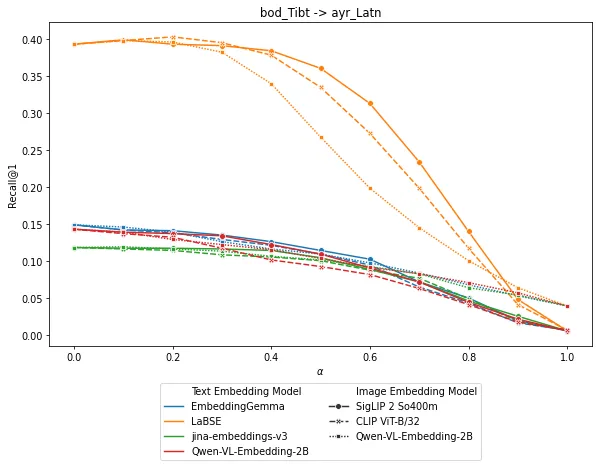 bod_Tibt -> ayr_Latn
Recall@1
0.40
0.35
0.30
0.25
0.20
0.15
0.10
0.05
0.00
0.0 0.2 0.4 0.6 0.8 1.0
α
Text Embedding Model Image Embedding Model
EmbeddingGemma SigLIP 2 So400m
LaBSE CLIP ViT-B/32
jina-embeddings-v3 Qwen-VL-Embedding-2B
Qwen-VL-Embedding-2B